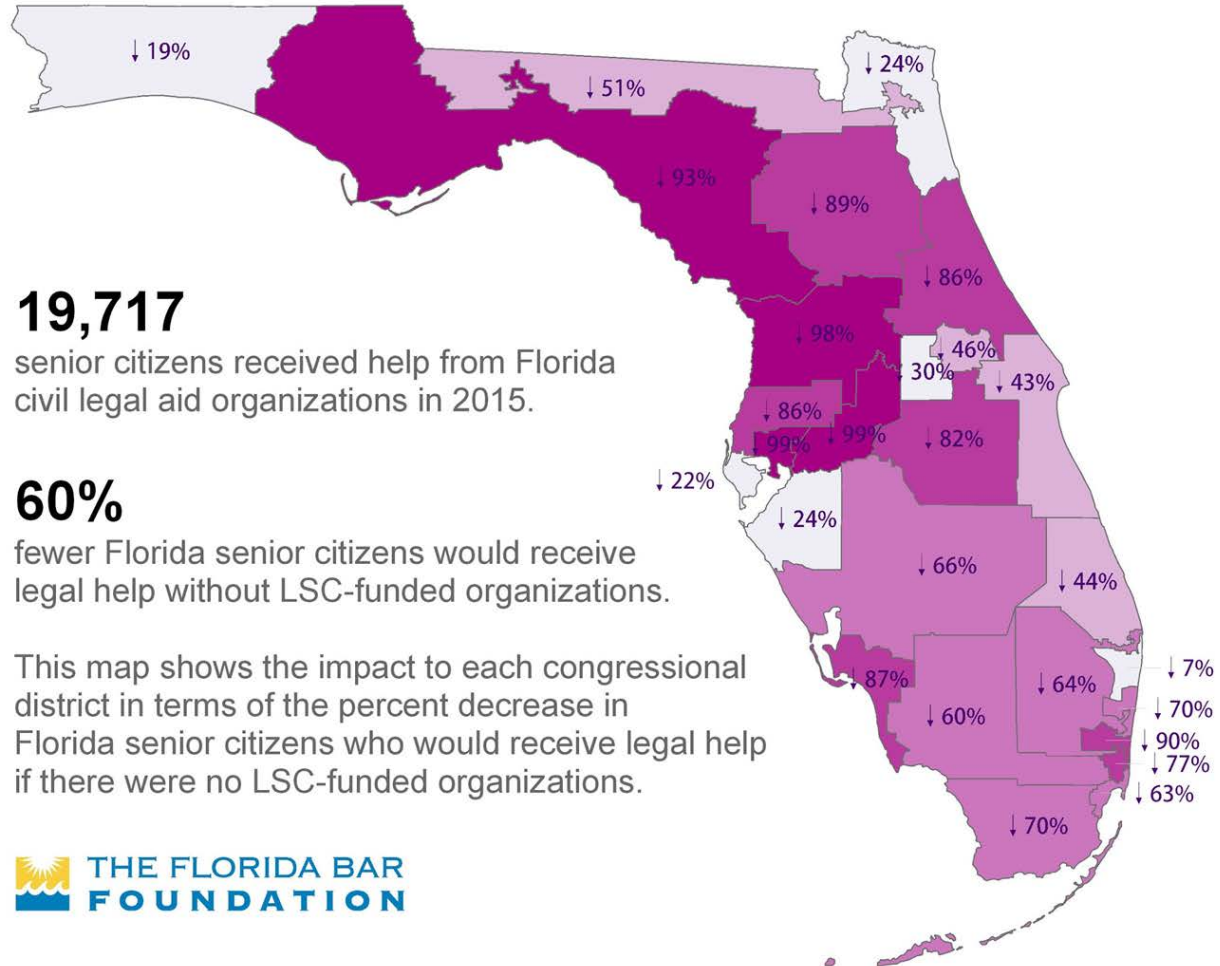 ↓ 19%
↓ 24%
↓ 51%
↓ 93%
↓ 89%
↓ 86%
↓ 98%
↓ 46%
↓ 30%
↓ 43%
↓ 86%
↓ 99%
↓ 99%
↓ 82%
↓ 22%
↓ 24%
↓ 66%
↓ 44%
↓ 87%
↓ 64%
↓ 7%
↓ 60%
↓ 70%
↓ 90%
↓ 77%
↓ 63%
↓ 70%
19,717
senior citizens received help from Florida
civil legal aid organizations in 2015.
60%
fewer Florida senior citizens would receive
legal help without LSC-funded organizations.
This map shows the impact to each congressional
district in terms of the percent decrease in
Florida senior citizens who would receive legal help
if there were no LSC-funded organizations.
THE FLORIDA BAR
FOUNDATION